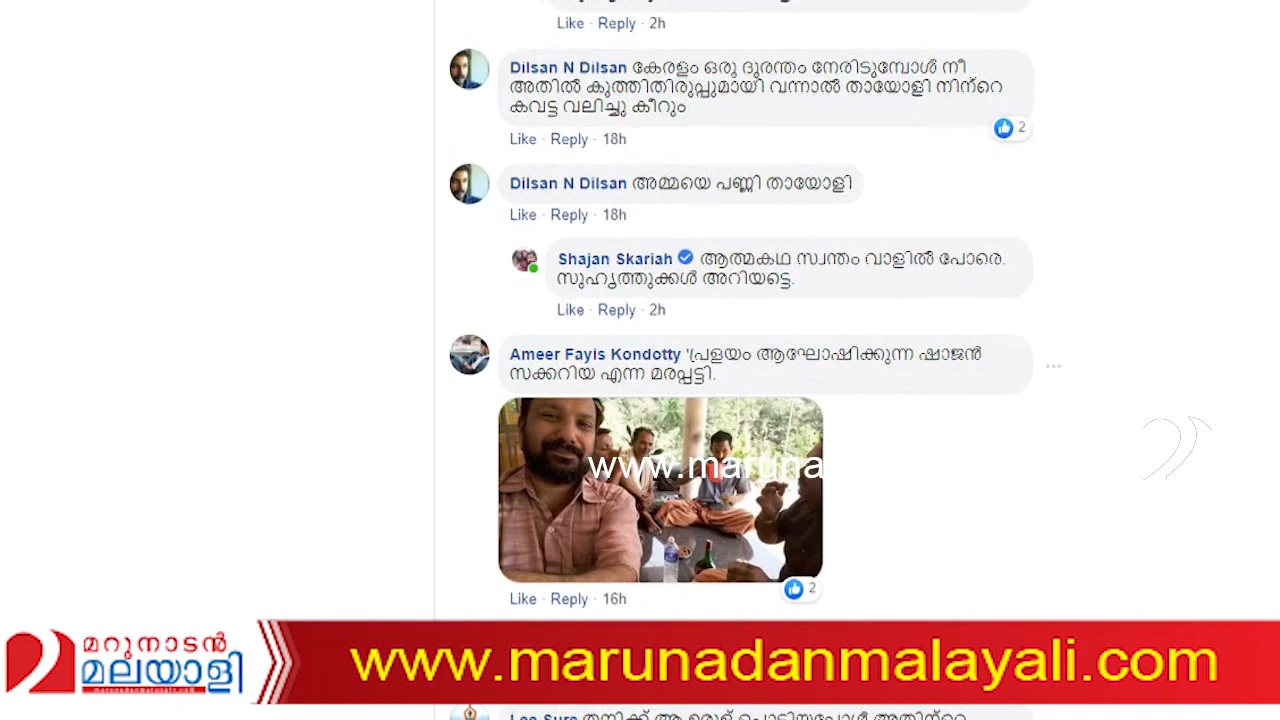 Like · Reply · 2h
Dilsan N Dilsan കേരളം ഒരു ദുരന്തം നേരിടുമ്പോൾ നീ
അതിൽ കുത്തിതിരുപ്പുമായി വന്നാൽ തായോളി നിന്റെ
കവട്ട വലിച്ചു കീറും
2
Like · Reply · 18h
Dilsan N Dilsan അമ്മയെ പണ്ണി തായോളി
Like · Reply · 18h
Shajan Skariah ആത്മകഥ സ്വന്തം വാളിൽ പോരെ.
സുഹൃത്തുക്കൾ അറിയട്ടെ.
Like · Reply · 2h
Ameer Fayis Kondotty 'പ്രളയം ആഘോഷിക്കുന്ന ഷാജൻ
സക്കറിയ എന്ന മരപ്പട്ടി.
www.maruna
2
Like · Reply · 16h
മറുനാടൻ
മലയാളി
marunadanmalayali.com
www.marunadanmalayali.com